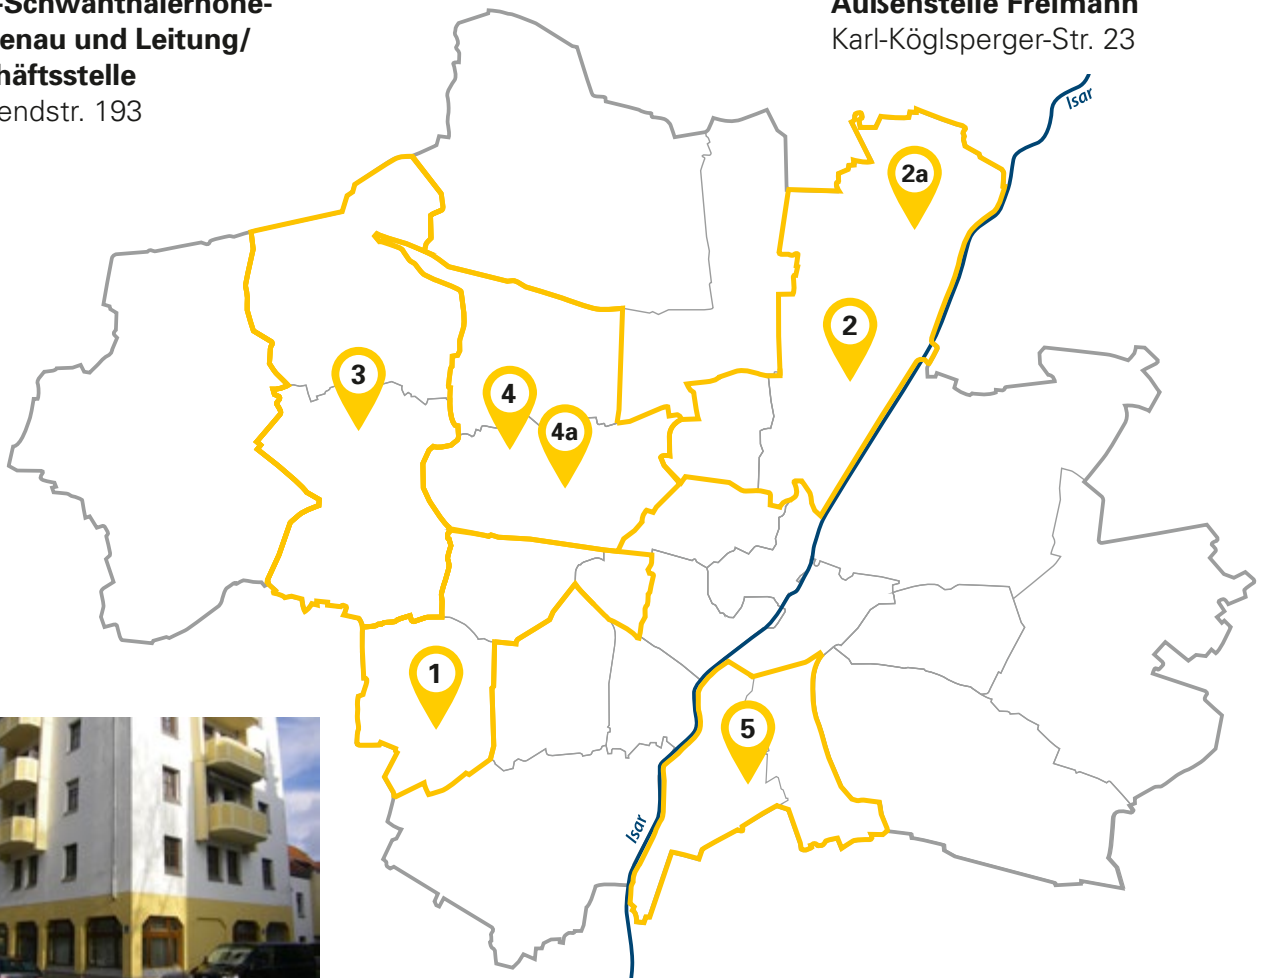 -Schwanthalerhöhe-
enau und Leitung/
häftsstelle
endstr. 193
Außenstelle Freimann
Karl-Köglsperger-Str. 23
Isar
2a
2
3
4
4a
1
5
Isar